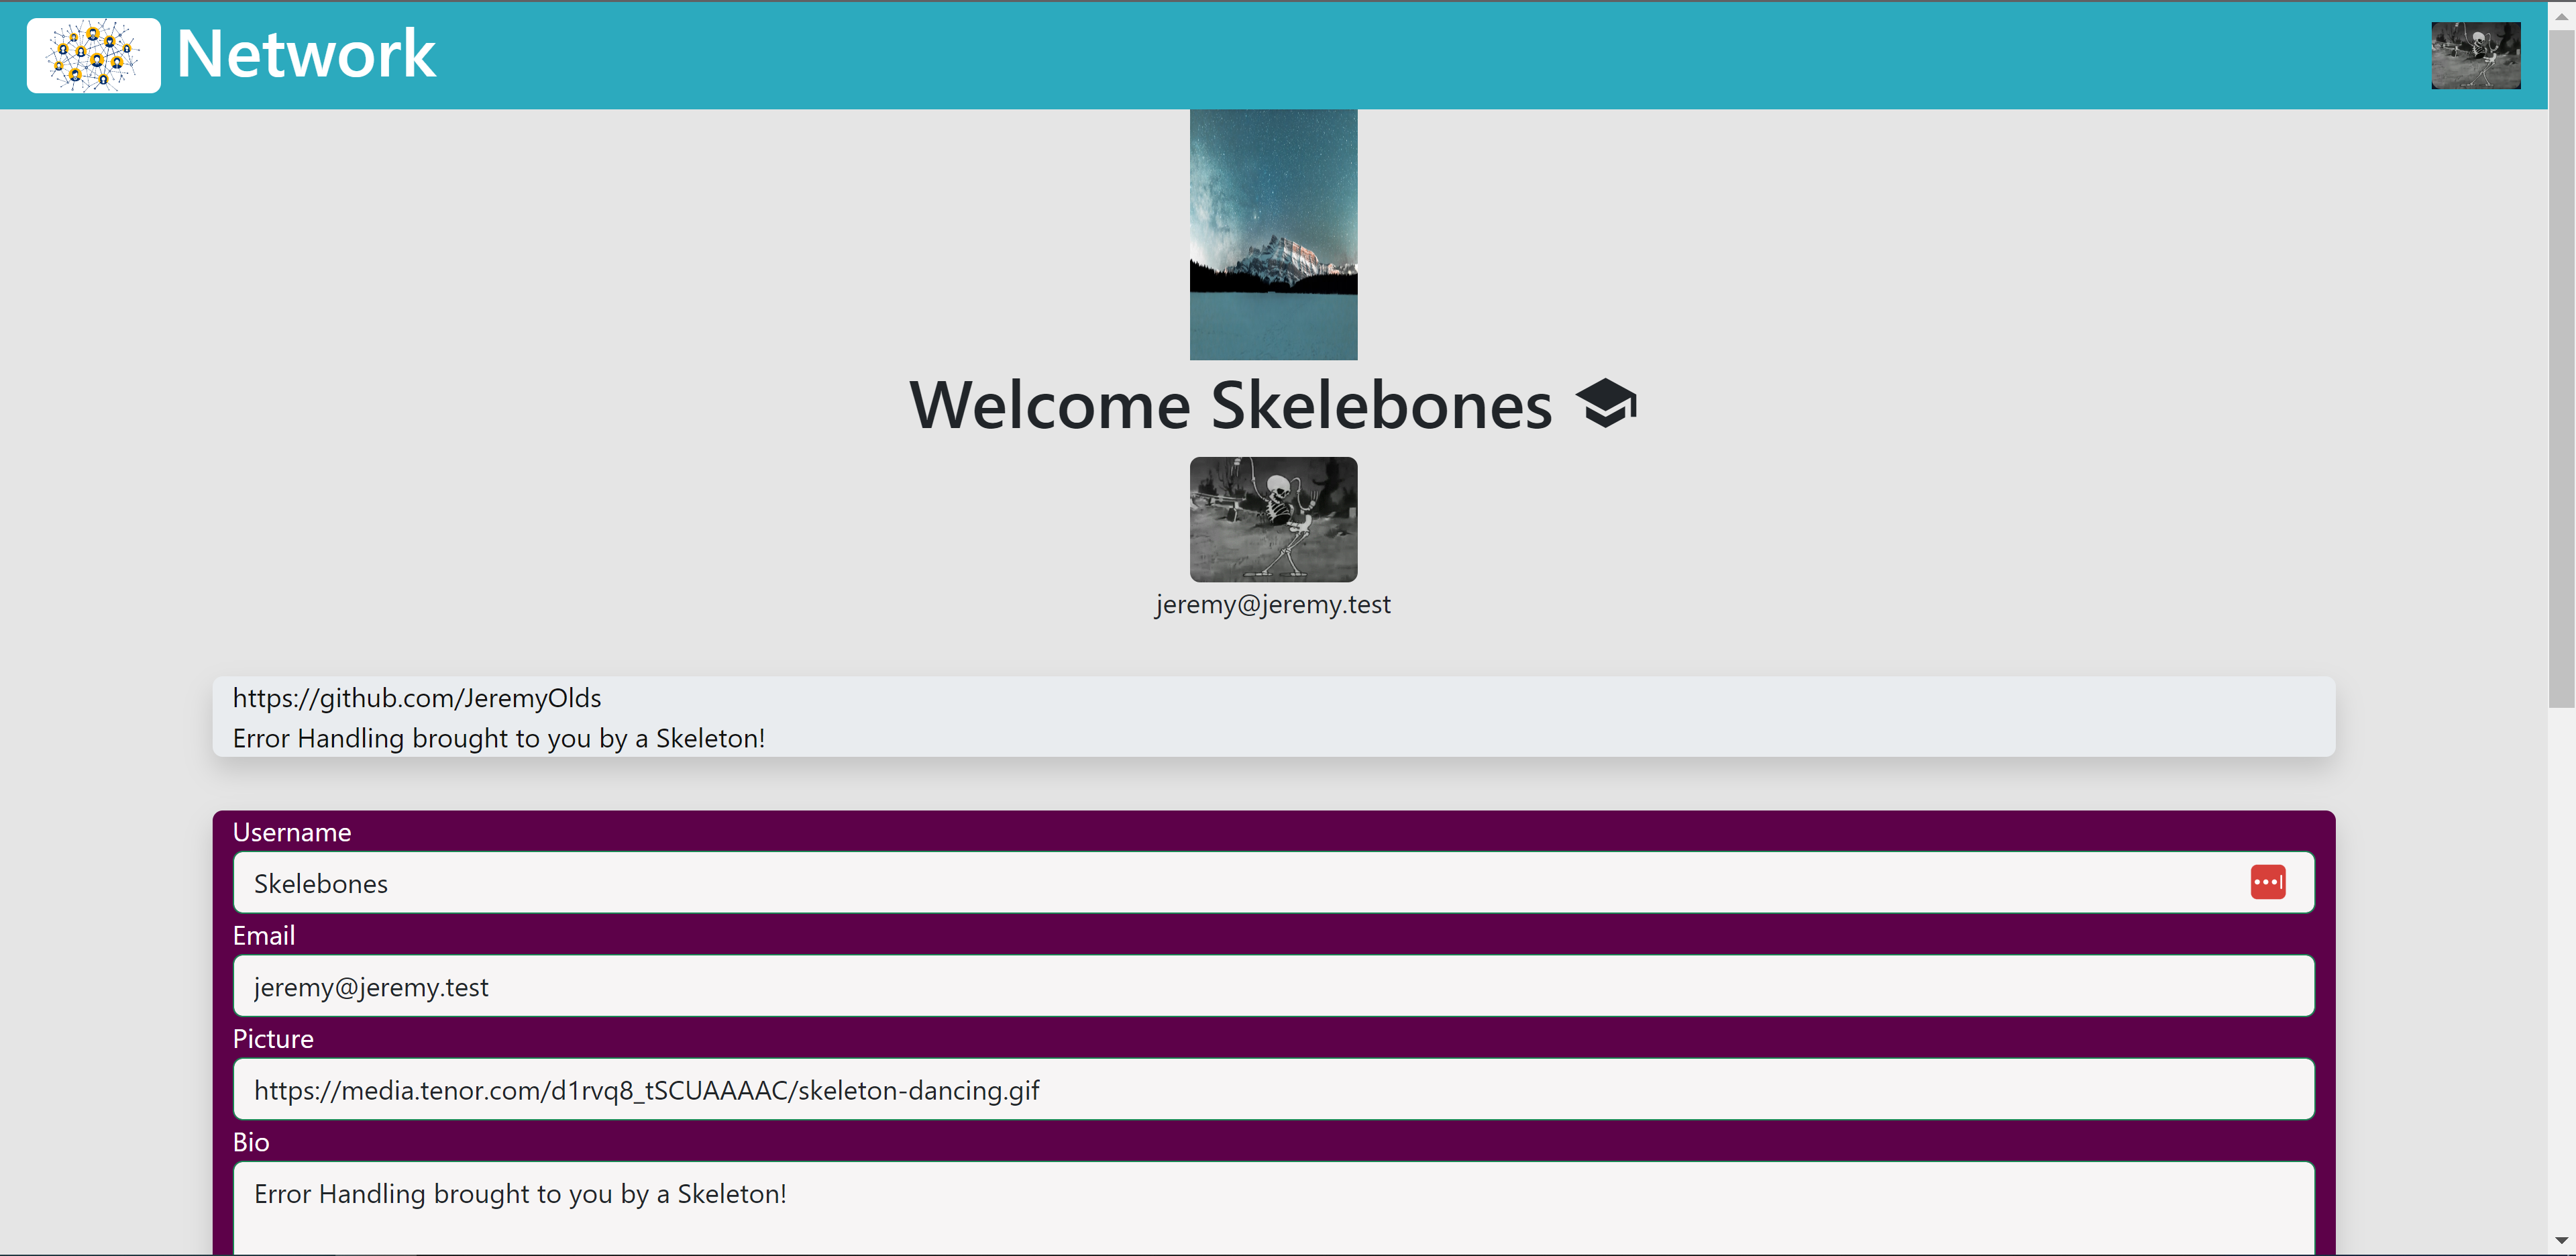 Network
Welcome Skelebones
jeremy@jeremy.test
https://github.com/JeremyOlds
Error Handling brought to you by a Skeleton!
Username
Skelebones
Email
jeremy@jeremy.test
Picture
https://media.tenor.com/d1rvq8_tSCUAAAAC/skeleton-dancing.gif
Bio
Error Handling brought to you by a Skeleton!